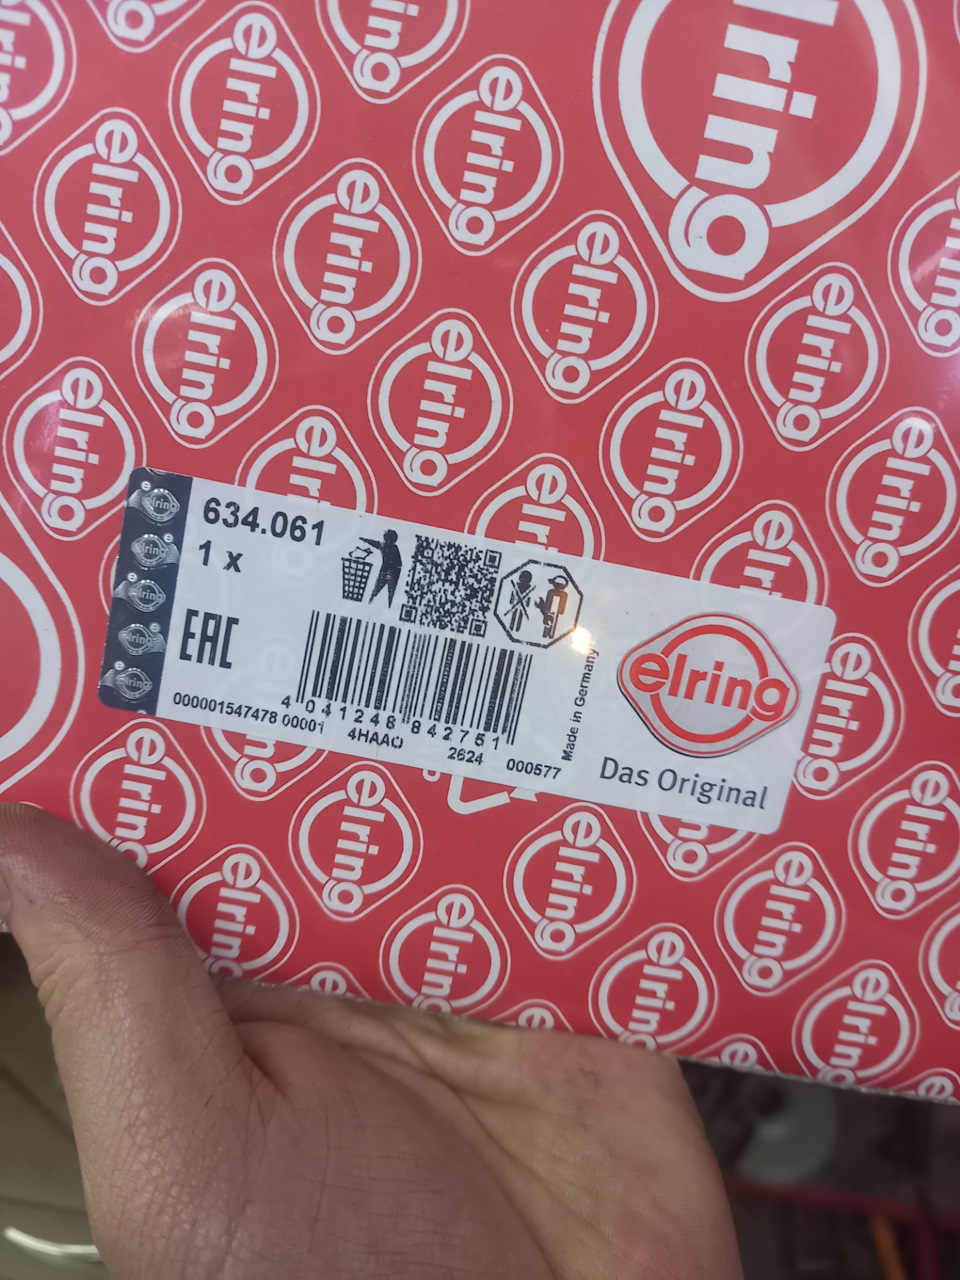 elring
634.061
1 x
EAC
4 041248 842751
000001547478 00001
4HAAO
2624
000577
Made in Germany
elring
Das Original